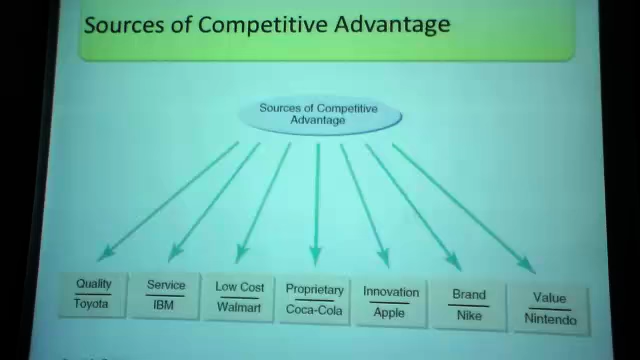 Sources of Competitive Advantage
Sources of Competitive
Advantage
Quality
Toyota
Service
IBM
Low Cost
Walmart
Proprietary
Coca-Cola
Innovation
Apple
Brand
Nike
Value
Nintendo